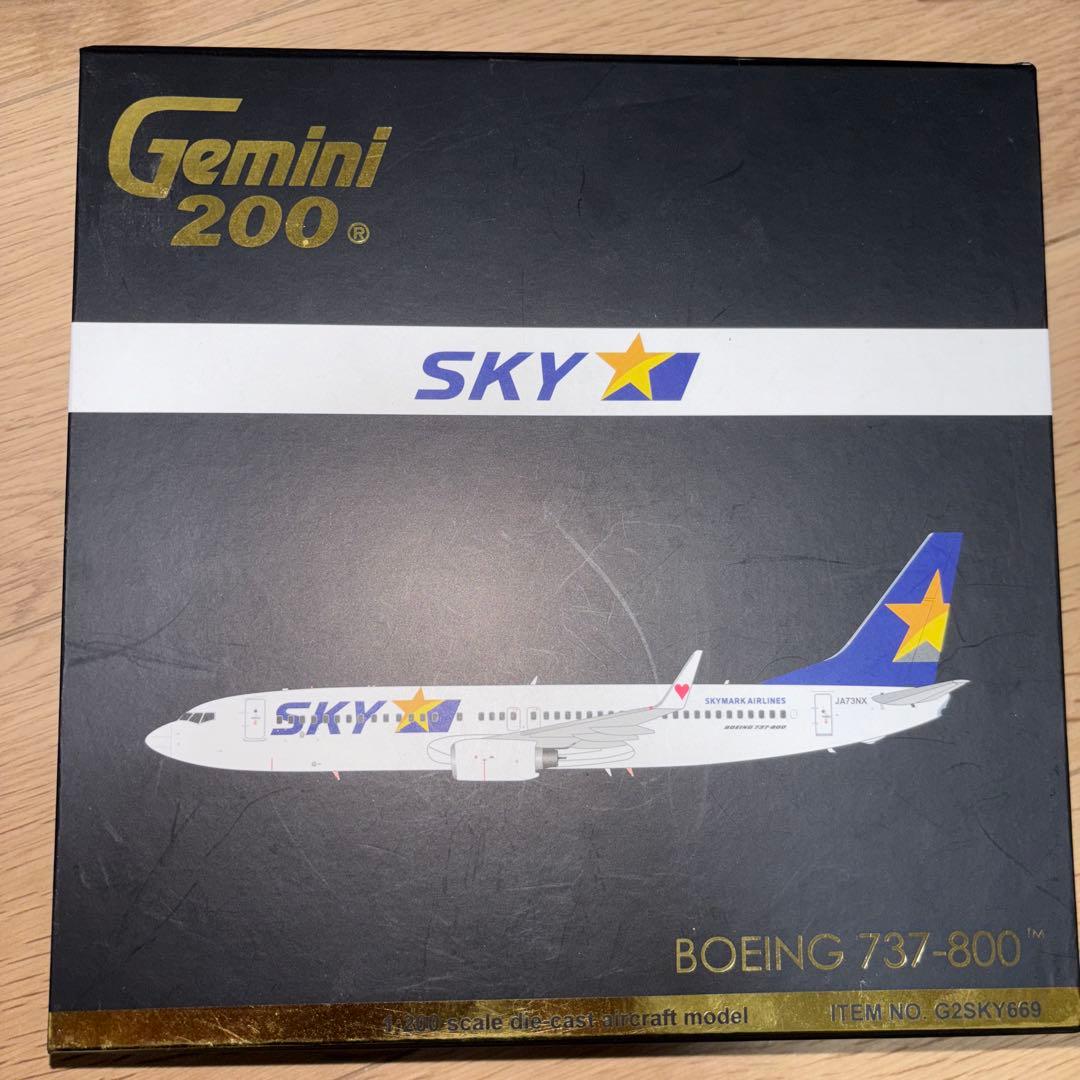 Gemini
200®
SKY
SKY
SKYMARK AIRLINES
BOEING 737-800
JA73NX
BOEING 737-800™
1:200 scale die-cast aircraft model
ITEM NO. G2SKY669